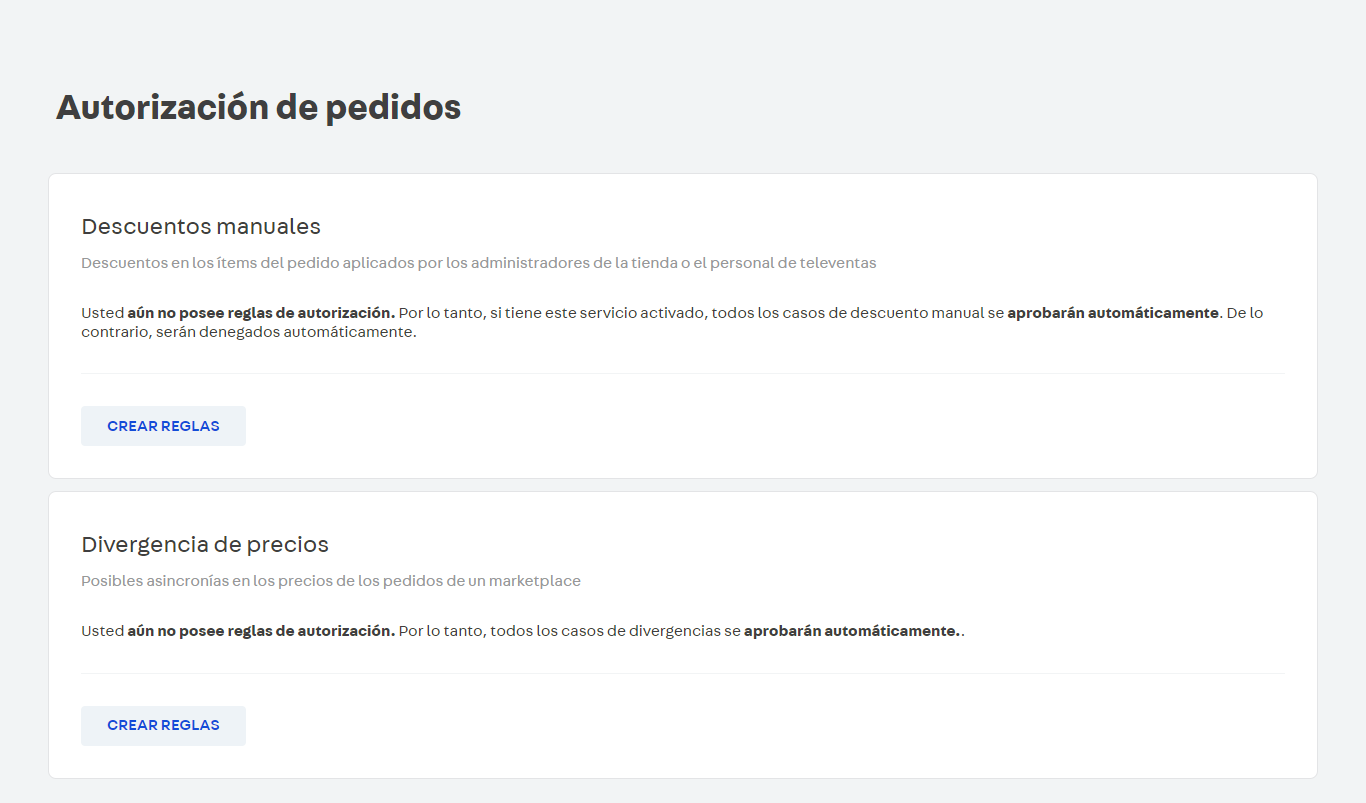 Autorización de pedidos
Descuentos manuales
Descuentos en los ítems del pedido aplicados por los administradores de la tienda o el personal de televentas
Usted aún no posee reglas de autorización. Por lo tanto, si tiene este servicio activado, todos los casos de descuento manual se aprobarán automáticamente. De lo
contrario, serán denegados automáticamente.
CREAR REGLAS
Divergencia de precios
Posibles asincronías en los precios de los pedidos de un marketplace
Usted aún no posee reglas de autorización. Por lo tanto, todos los casos de divergencias se aprobarán automáticamente..
CREAR REGLAS